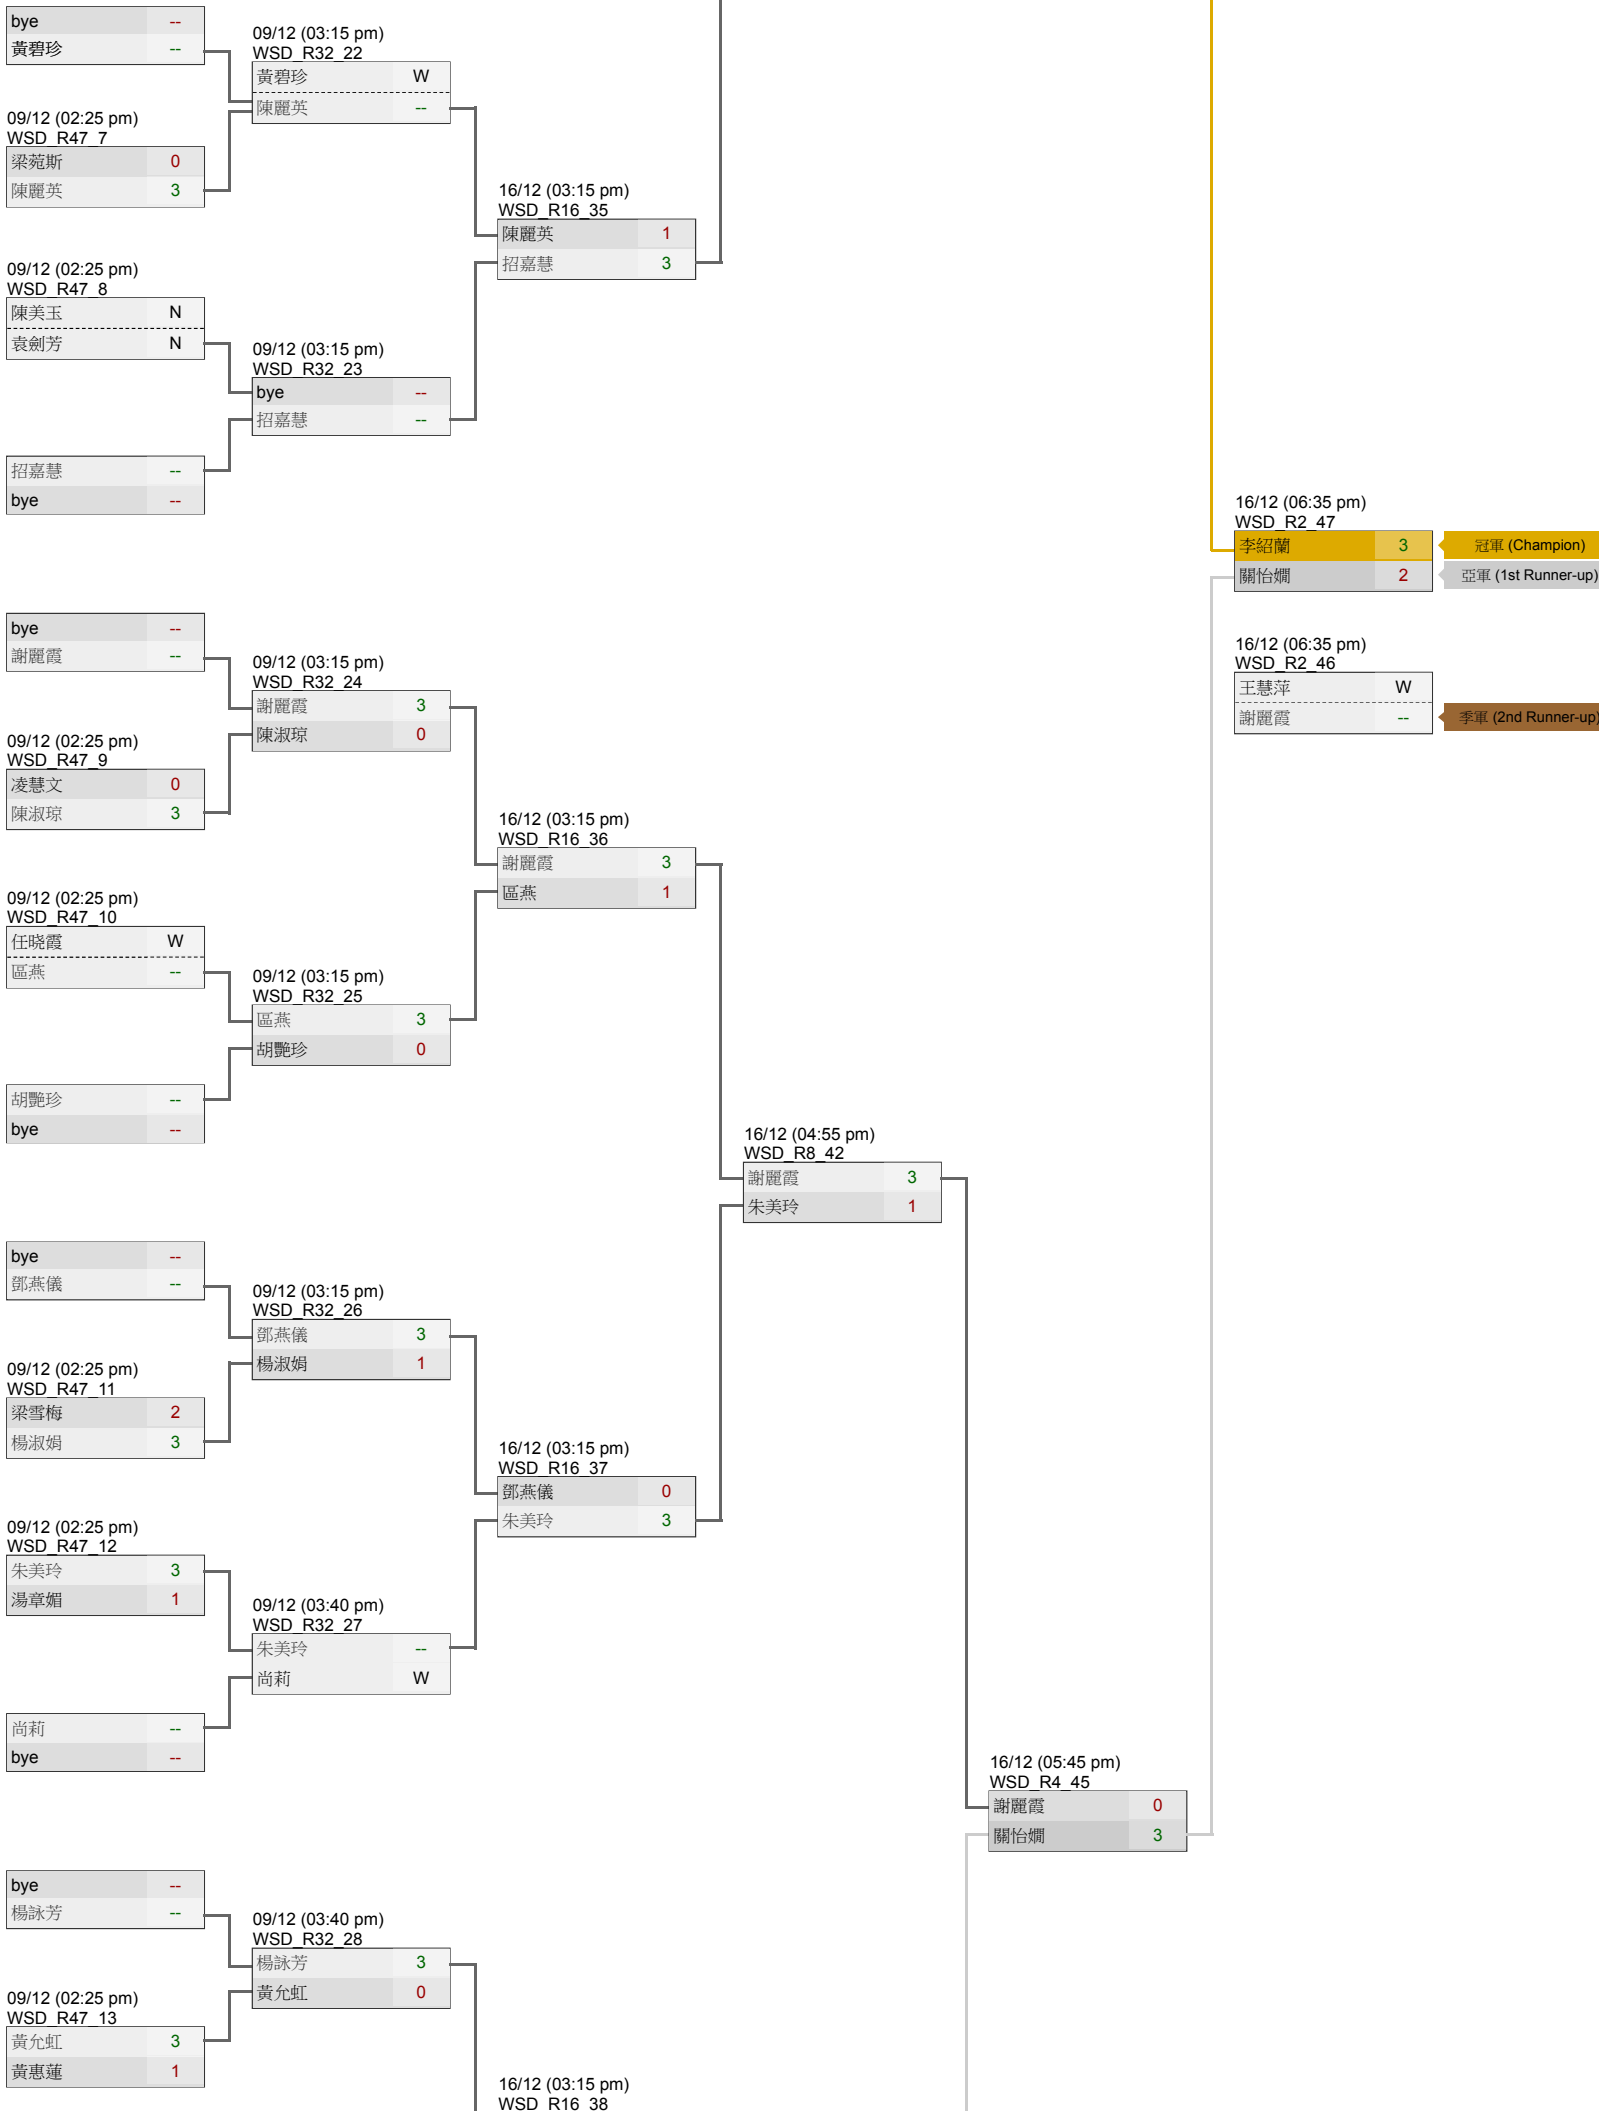 bye --
黃碧珍 --
09/12 (02:25 pm)
WSD_R47_7
梁菀斯 0
陳麗英 3
09/12 (02:25 pm)
WSD_R47_8
陳美玉 N
袁劍芳 N
招嘉慧 --
bye --
bye --
謝麗霞 --
09/12 (02:25 pm)
WSD_R47_9
凌慧文 0
陳淑琼 3
09/12 (02:25 pm)
WSD_R47_10
任晓霞 W
區燕 --
胡艷珍 --
bye --
bye --
鄧燕儀 --
09/12 (02:25 pm)
WSD_R47_11
梁雪梅 2
楊淑娟 3
09/12 (02:25 pm)
WSD_R47_12
朱美玲 3
湯章媚 1
尚莉 --
bye --
bye --
楊詠芳 --
09/12 (02:25 pm)
WSD_R47_13
黃允虹 3
黃惠蓮 1
09/12 (03:15 pm)
WSD_R32_22
黃碧珍 W
陳麗英 --
09/12 (03:15 pm)
WSD_R32_23
bye --
招嘉慧 --
09/12 (03:15 pm)
WSD_R32_24
謝麗霞 3
陳淑琼 0
09/12 (03:15 pm)
WSD_R32_25
區燕 3
胡艷珍 0
09/12 (03:15 pm)
WSD_R32_26
鄧燕儀 3
楊淑娟 1
09/12 (03:40 pm)
WSD_R32_27
朱美玲 --
尚莉 W
09/12 (03:40 pm)
WSD_R32_28
楊詠芳 3
黃允虹 0
16/12 (03:15 pm)
WSD_R16_35
陳麗英 1
招嘉慧 3
16/12 (03:15 pm)
WSD_R16_36
謝麗霞 3
區燕 1
16/12 (03:15 pm)
WSD_R16_37
鄧燕儀 0
朱美玲 3
16/12 (03:15 pm)
WSD_R16_38
16/12 (04:55 pm)
WSD_R8_42
謝麗霞 3
朱美玲 1
16/12 (05:45 pm)
WSD_R4_45
謝麗霞 0
關怡嫺 3
16/12 (06:35 pm)
WSD_R2_47
李紹蘭 3 冠軍 (Champion)
關怡嫺 2 亞軍 (1st Runner-up)
16/12 (06:35 pm)
WSD_R2_46
王慧萍 W
謝麗霞 -- 季軍 (2nd Runner-up)